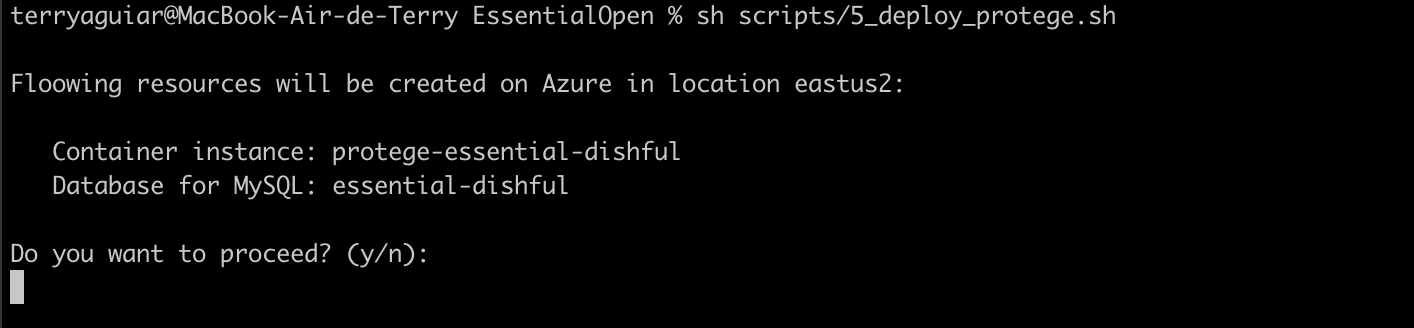 terryaguiar@MacBook-Air-de-Terry EssentialOpen % sh scripts/5_deploy_protege.sh
Floowing resources will be created on Azure in location eastus2:
Container instance: protege-essential-dishful
Database for MySQL: essential-dishful
Do you want to proceed? (y/n):